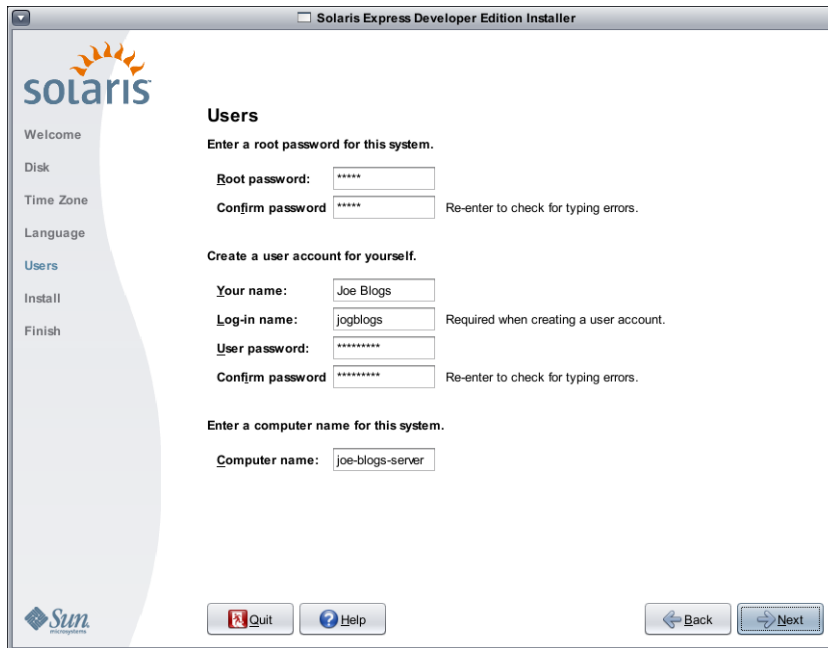 Solaris Express Developer Edition Installer
solaris
Welcome
Disk
Time Zone
Language
Users
Install
Finish
Users
Enter a root password for this system.
Root password: *****
Confirm password ***** Re-enter to check for typing errors.
Create a user account for yourself.
Your name: Joe Blogs
Log-in name: jogblogs Required when creating a user account.
User password: *********
Confirm password ********* Re-enter to check for typing errors.
Enter a computer name for this system.
Computer name: joe-blogs-server
Sun
microsystems
Quit Help Back Next